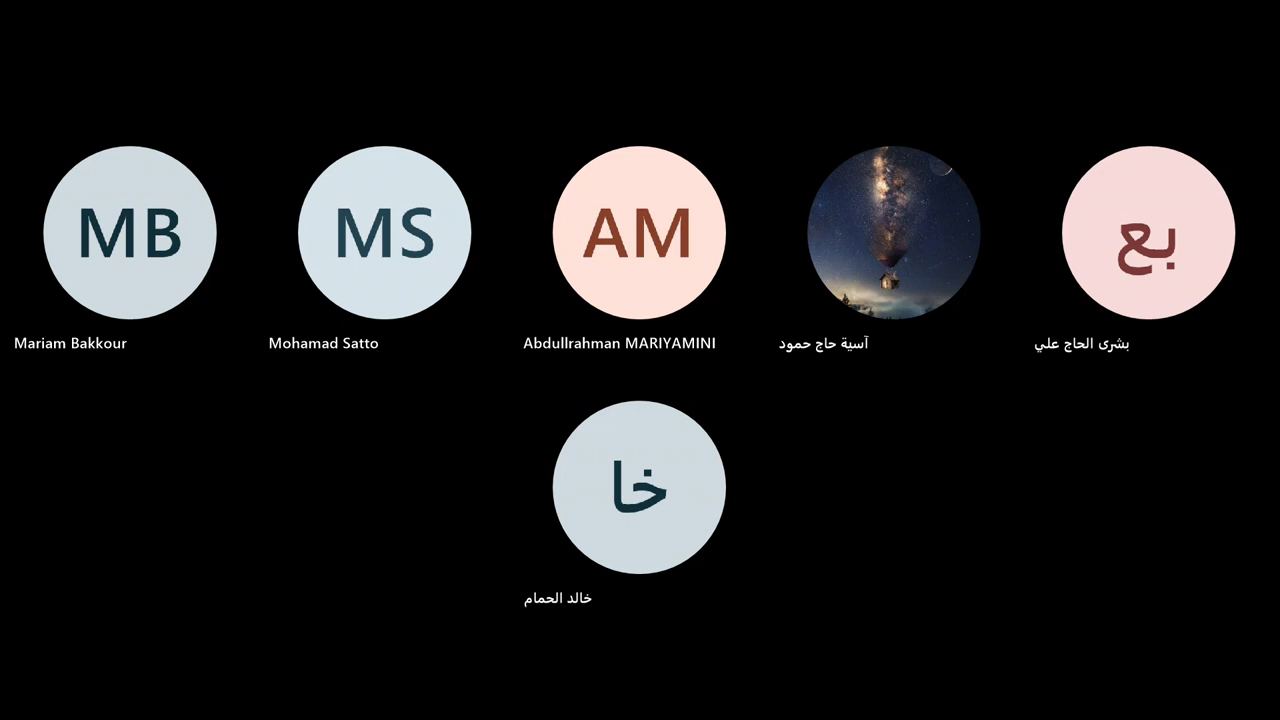 MB
MS
AM
بع
Mariam Bakkour
Mohamad Satto
Abdullrahman MARIYAMINI
آسية حاج حمود
بشرى الحاج علي
خا
خالد الحمام